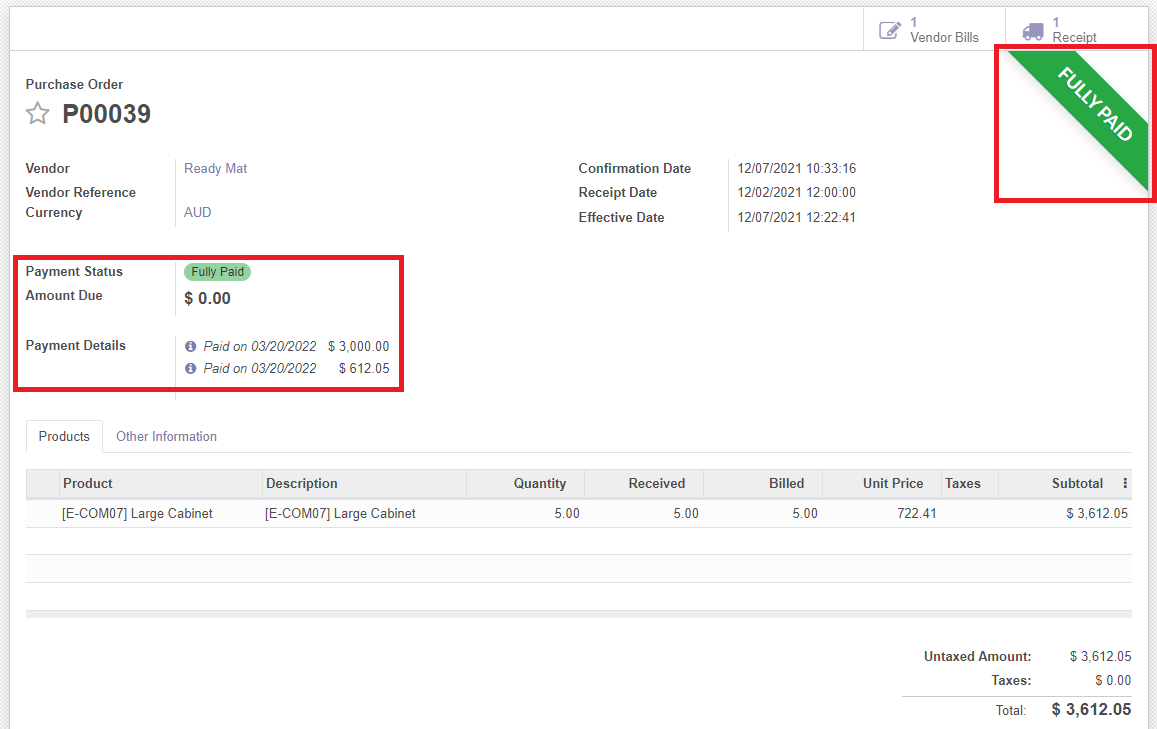 1
Vendor Bills
1
Receipt
FULLY PAID
Purchase Order
P00039
Vendor Ready Mat
Vendor Reference
Currency AUD
Confirmation Date 12/07/2021 10:33:16
Receipt Date 12/02/2021 12:00:00
Effective Date 12/07/2021 12:22:41
Payment Status Fully Paid
Amount Due $ 0.00
Payment Details Paid on 03/20/2022 $ 3,000.00
Paid on 03/20/2022 $ 612.05
Products Other Information
Product Description Quantity Received Billed Unit Price Taxes Subtotal
[E-COM07] Large Cabinet [E-COM07] Large Cabinet 5.00 5.00 5.00 722.41 $ 3,612.05
Untaxed Amount: $ 3,612.05
Taxes: $ 0.00
Total: $ 3,612.05